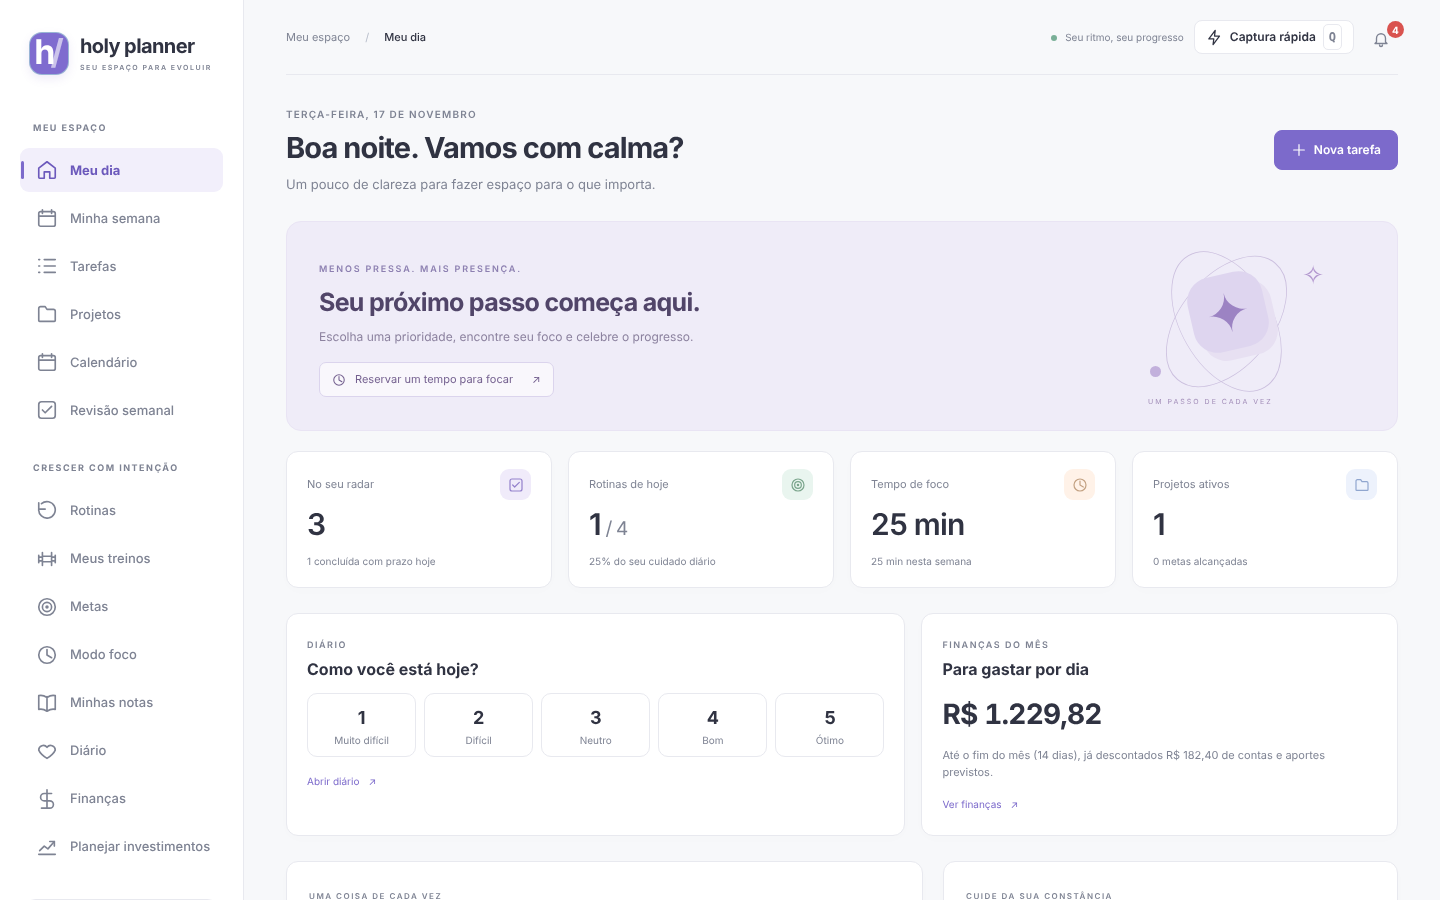 h/
holy planner
SEU ESPAÇO PARA EVOLUIR
MEU ESPAÇO
Meu dia
Minha semana
Tarefas
Projetos
Calendário
Revisão semanal
CRESCER COM INTENÇÃO
Rotinas
Meus treinos
Metas
Modo foco
Minhas notas
Diário
Finanças
Planejar investimentos
Meu espaço / Meu dia
Seu ritmo, seu progresso
Captura rápida Q
4
TERÇA-FEIRA, 17 DE NOVEMBRO
Boa noite. Vamos com calma?
Um pouco de clareza para fazer espaço para o que importa.
Nova tarefa
MENOS PRESSA. MAIS PRESENÇA.
Seu próximo passo começa aqui.
Escolha uma prioridade, encontre seu foco e celebre o progresso.
Reservar um tempo para focar
UM PASSO DE CADA VEZ
No seu radar
3
1 concluída com prazo hoje
Rotinas de hoje
1 / 4
25% do seu cuidado diário
Tempo de foco
25 min
25 min nesta semana
Projetos ativos
1
0 metas alcançadas
DIÁRIO
Como você está hoje?
1
Muito difícil
2
Difícil
3
Neutro
4
Bom
5
Ótimo
Abrir diário
FINANÇAS DO MÊS
Para gastar por dia
R$ 1.229,82
Até o fim do mês (14 dias), já descontados R$ 182,40 de contas e aportes
previstos.
Ver finanças
UMA COISA DE CADA VEZ
CUIDE DA SUA CONSTÂNCIA